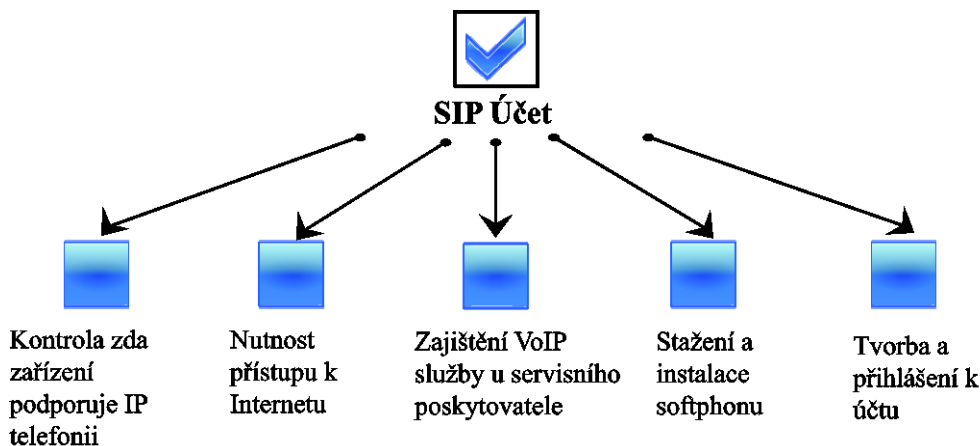 SIP Účet
Kontrola zda
zařízení
podporuje IP
telefonii
Nutnost
přístupu k
Internetu
Zajištění VoIP
služby u servisního
poskytovatele
Stažení a
instalace
softphonu
Tvorba a
přihlášení k
účtu